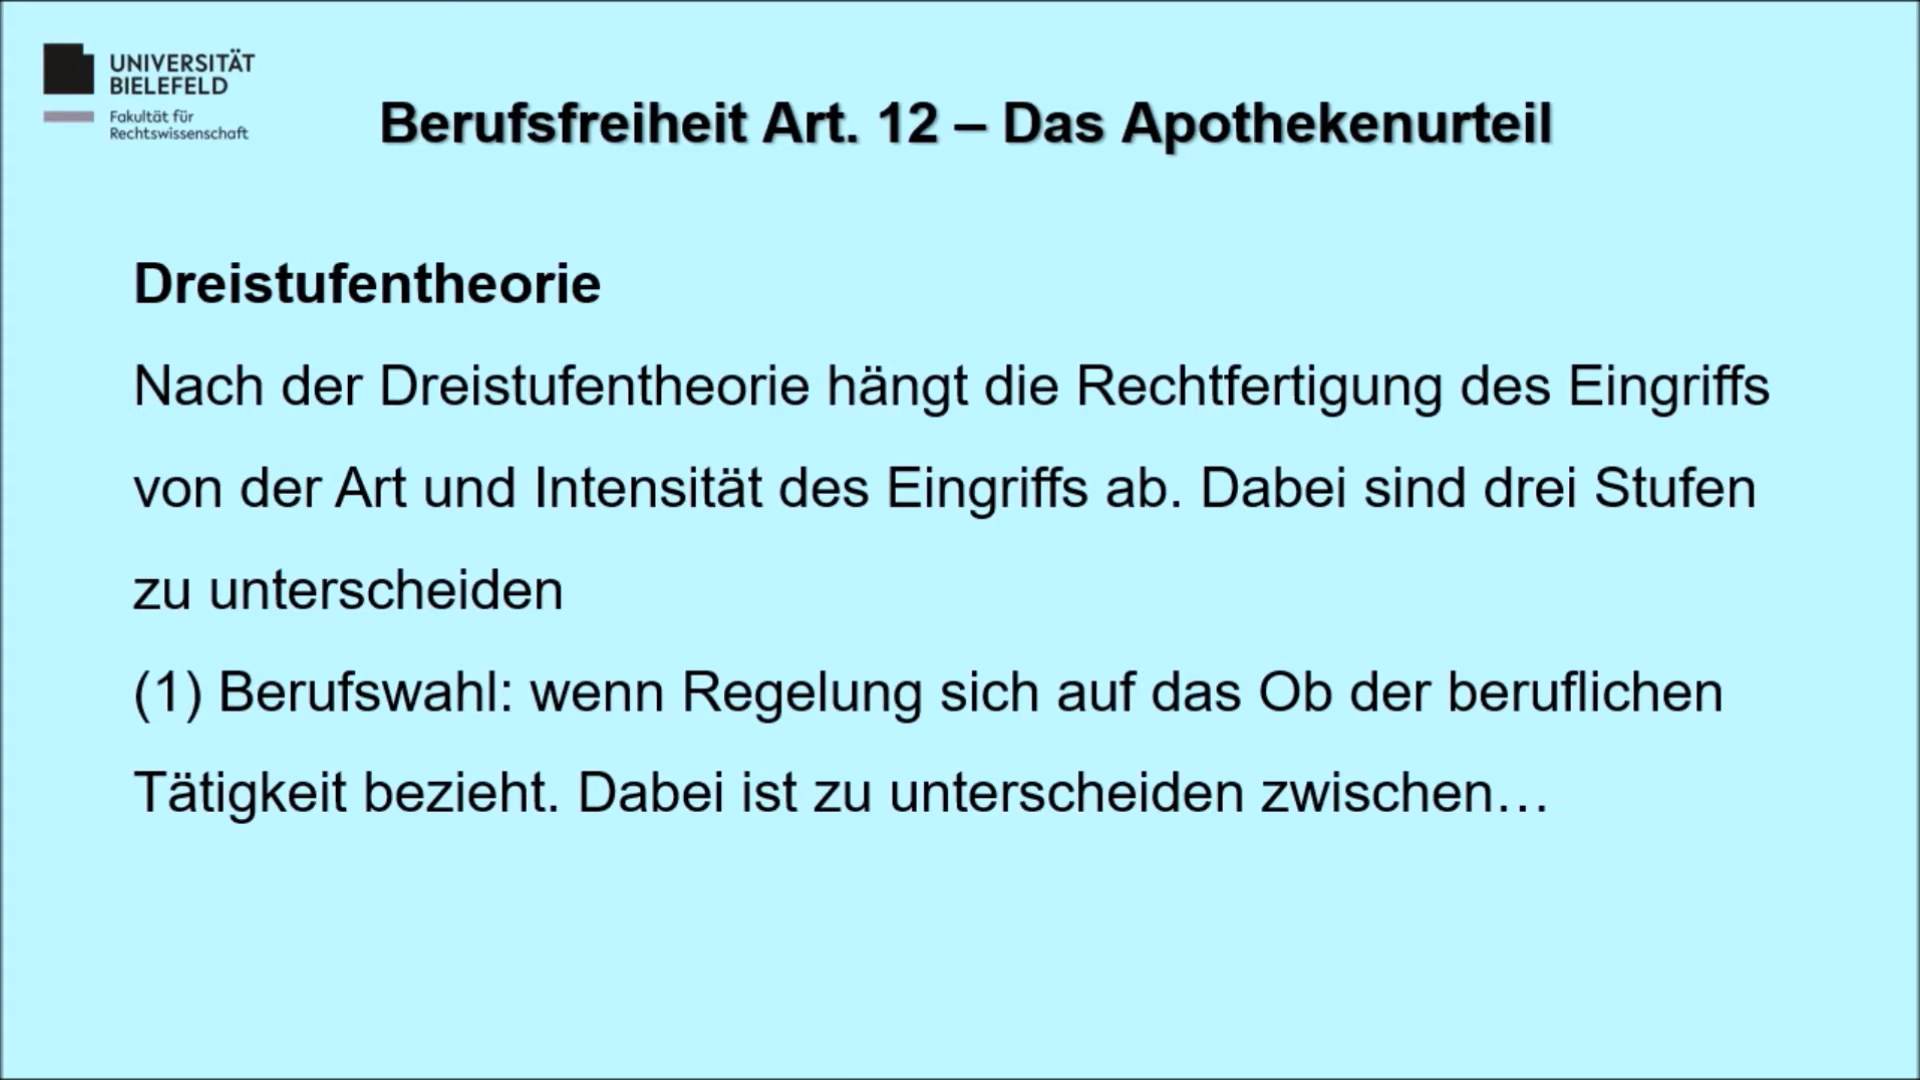 UNIVERSITÄT
BIELEFELD
Fakultät für
Rechtswissenschaft
Berufsfreiheit Art. 12 – Das Apothekenurteil
Dreistufentheorie
Nach der Dreistufentheorie hängt die Rechtfertigung des Eingriffs
von der Art und Intensität des Eingriffs ab. Dabei sind drei Stufen
zu unterscheiden
(1) Berufswahl: wenn Regelung sich auf das Ob der beruflichen
Tätigkeit bezieht. Dabei ist zu unterscheiden zwischen…